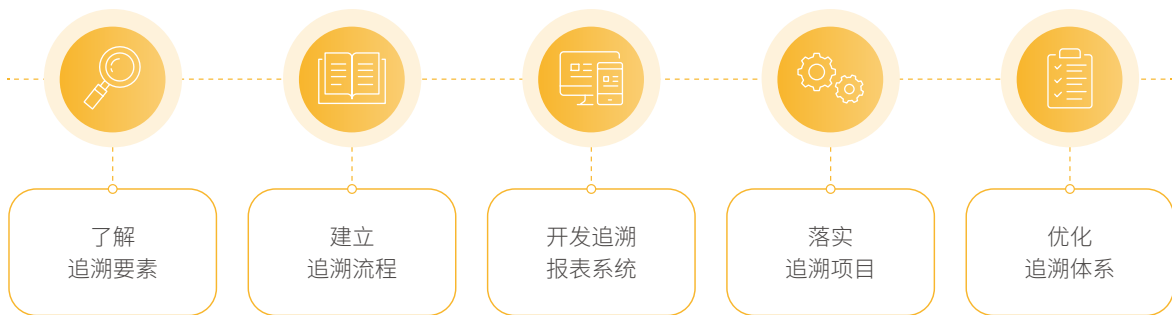 了解
追溯要素
建立
追溯流程
开发追溯
报表系统
落实
追溯项目
优化
追溯体系